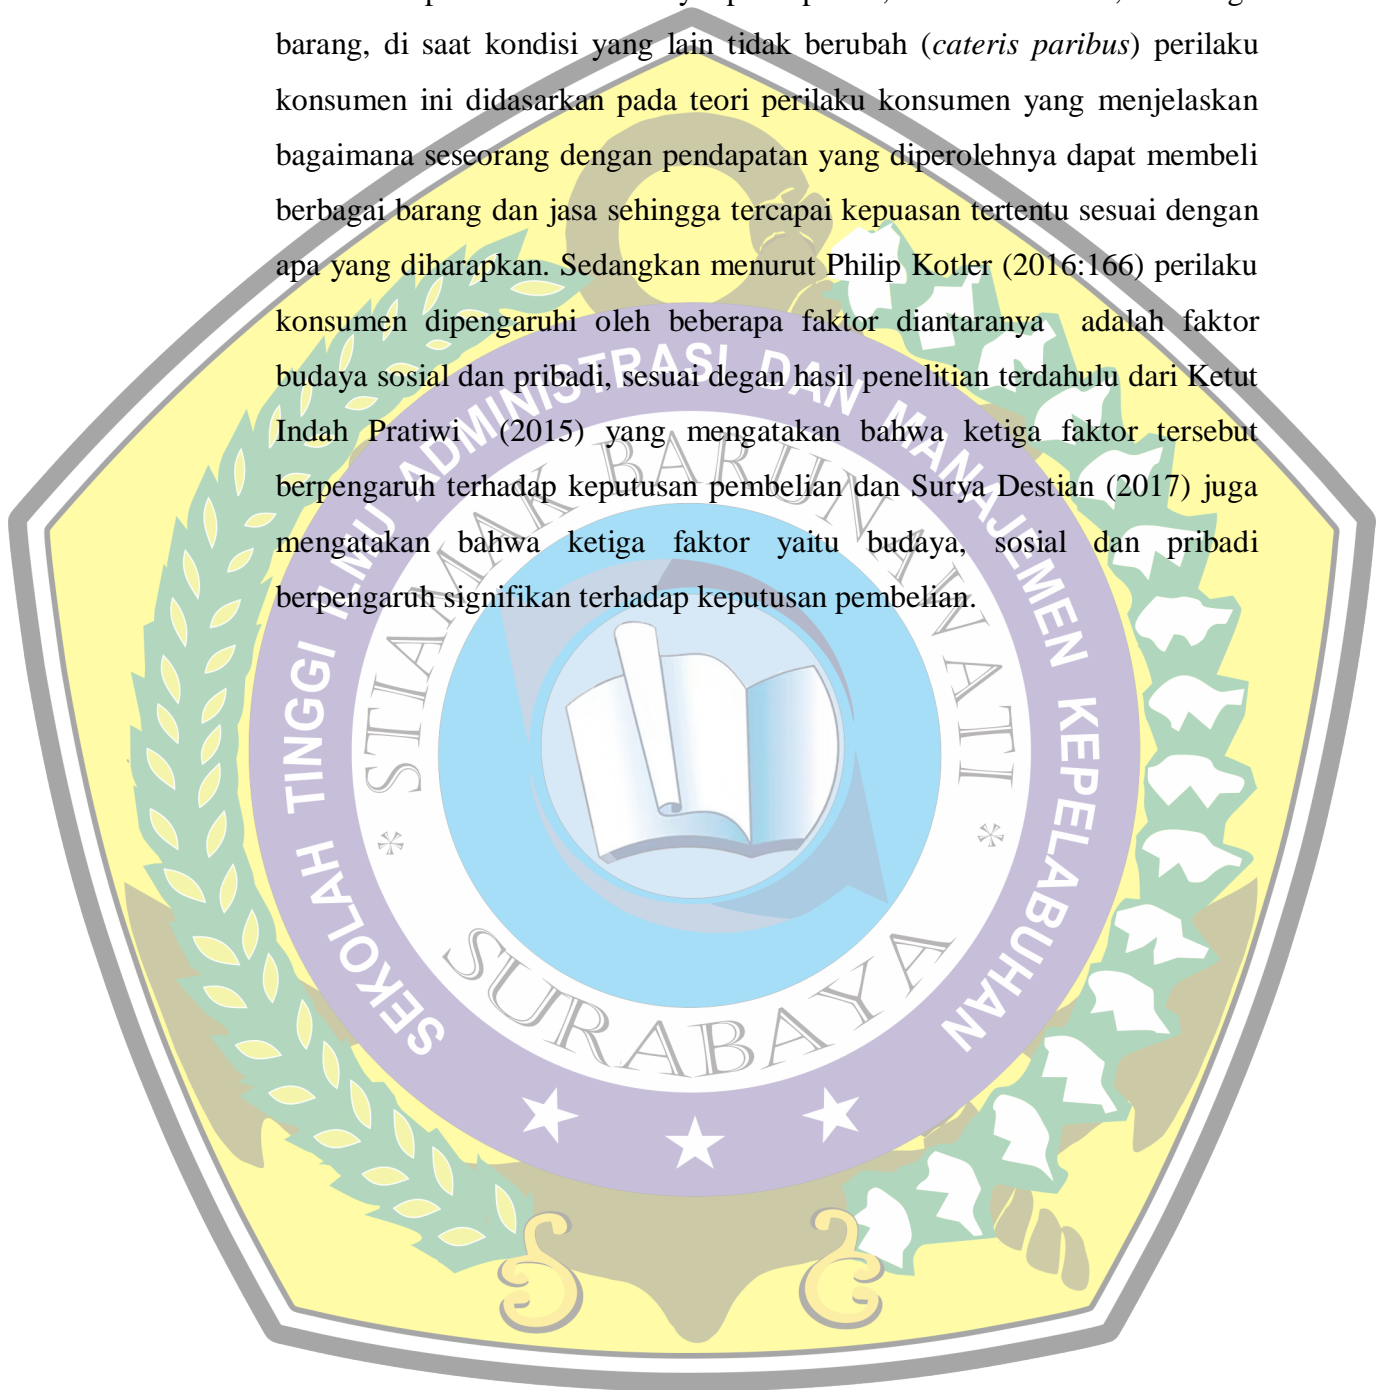 barang, di saat kondisi yang lain tidak berubah (cateris paribus) perilaku
konsumen ini didasarkan pada teori perilaku konsumen yang menjelaskan
bagaimana seseorang dengan pendapatan yang diperolehnya dapat membeli
berbagai barang dan jasa sehingga tercapai kepuasan tertentu sesuai dengan
apa yang diharapkan. Sedangkan menurut Philip Kotler (2016:166) perilaku
konsumen dipengaruhi oleh beberapa faktor diantaranya adalah faktor
budaya sosial dan pribadi, sesuai degan hasil penelitian terdahulu dari Ketut
Indah Pratiwi (2015) yang mengatakan bahwa ketiga faktor tersebut
berpengaruh terhadap keputusan pembelian dan Surya Destian (2017) juga
mengatakan bahwa ketiga faktor yaitu budaya, sosial dan pribadi
berpengaruh signifikan terhadap keputusan pembelian.
SEKOLAH TINGGI ILMU ADMINISTRASI DAN MANAJEMEN KEPELABUHAN
* STIAMAK BARUNAWATI *
SURABAYA